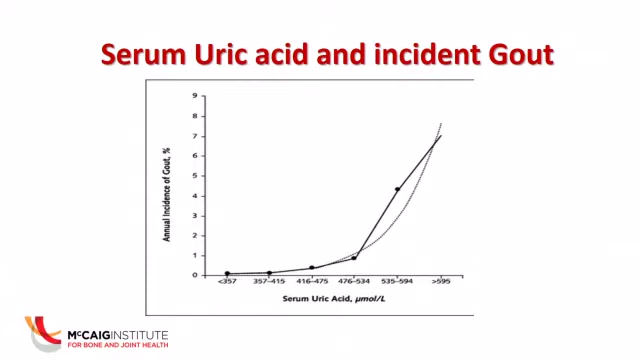 Serum Uric acid and incident Gout
9
8
7
6
5
4
3
2
1
0
Annual Incidence of Gout, %
<357 357–415 416–475 476–534 535–594 >595
Serum Uric Acid, µmol/L
McCAIGINSTITUTE
FOR BONE AND JOINT HEALTH